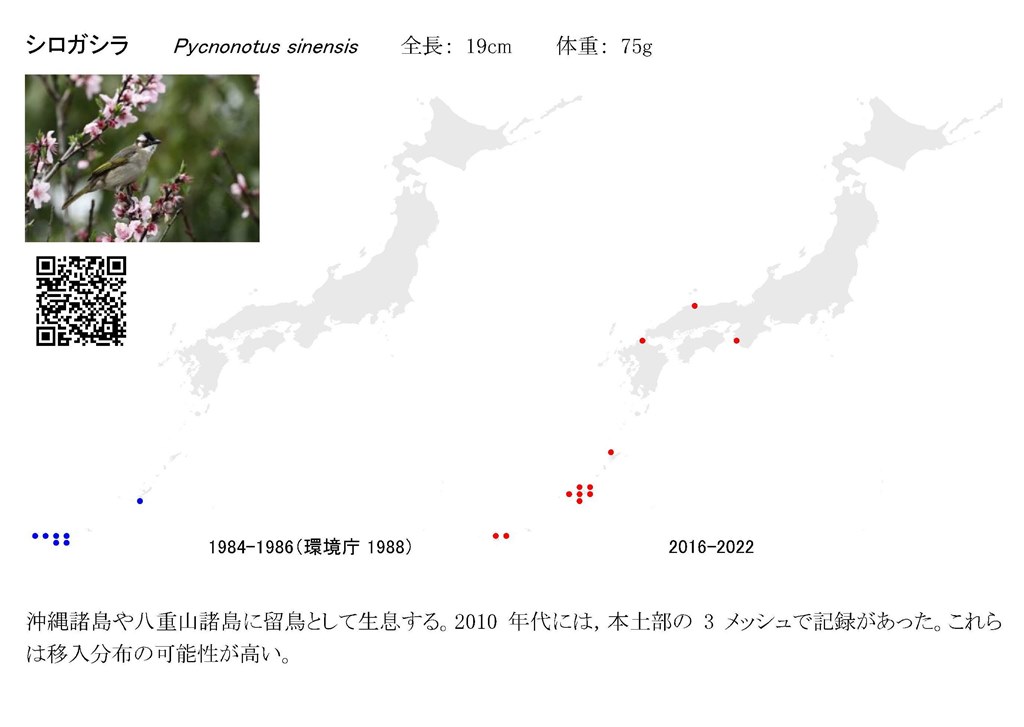 シロガシラ Pycnonotus sinensis 全長： 19cm 体重： 75g
1984-1986（環境庁 1988）
2016-2022
沖縄諸島や八重山諸島に留鳥として生息する。2010 年代には，本土部の 3 メッシュで記録があった。これら
は移入分布の可能性が高い。